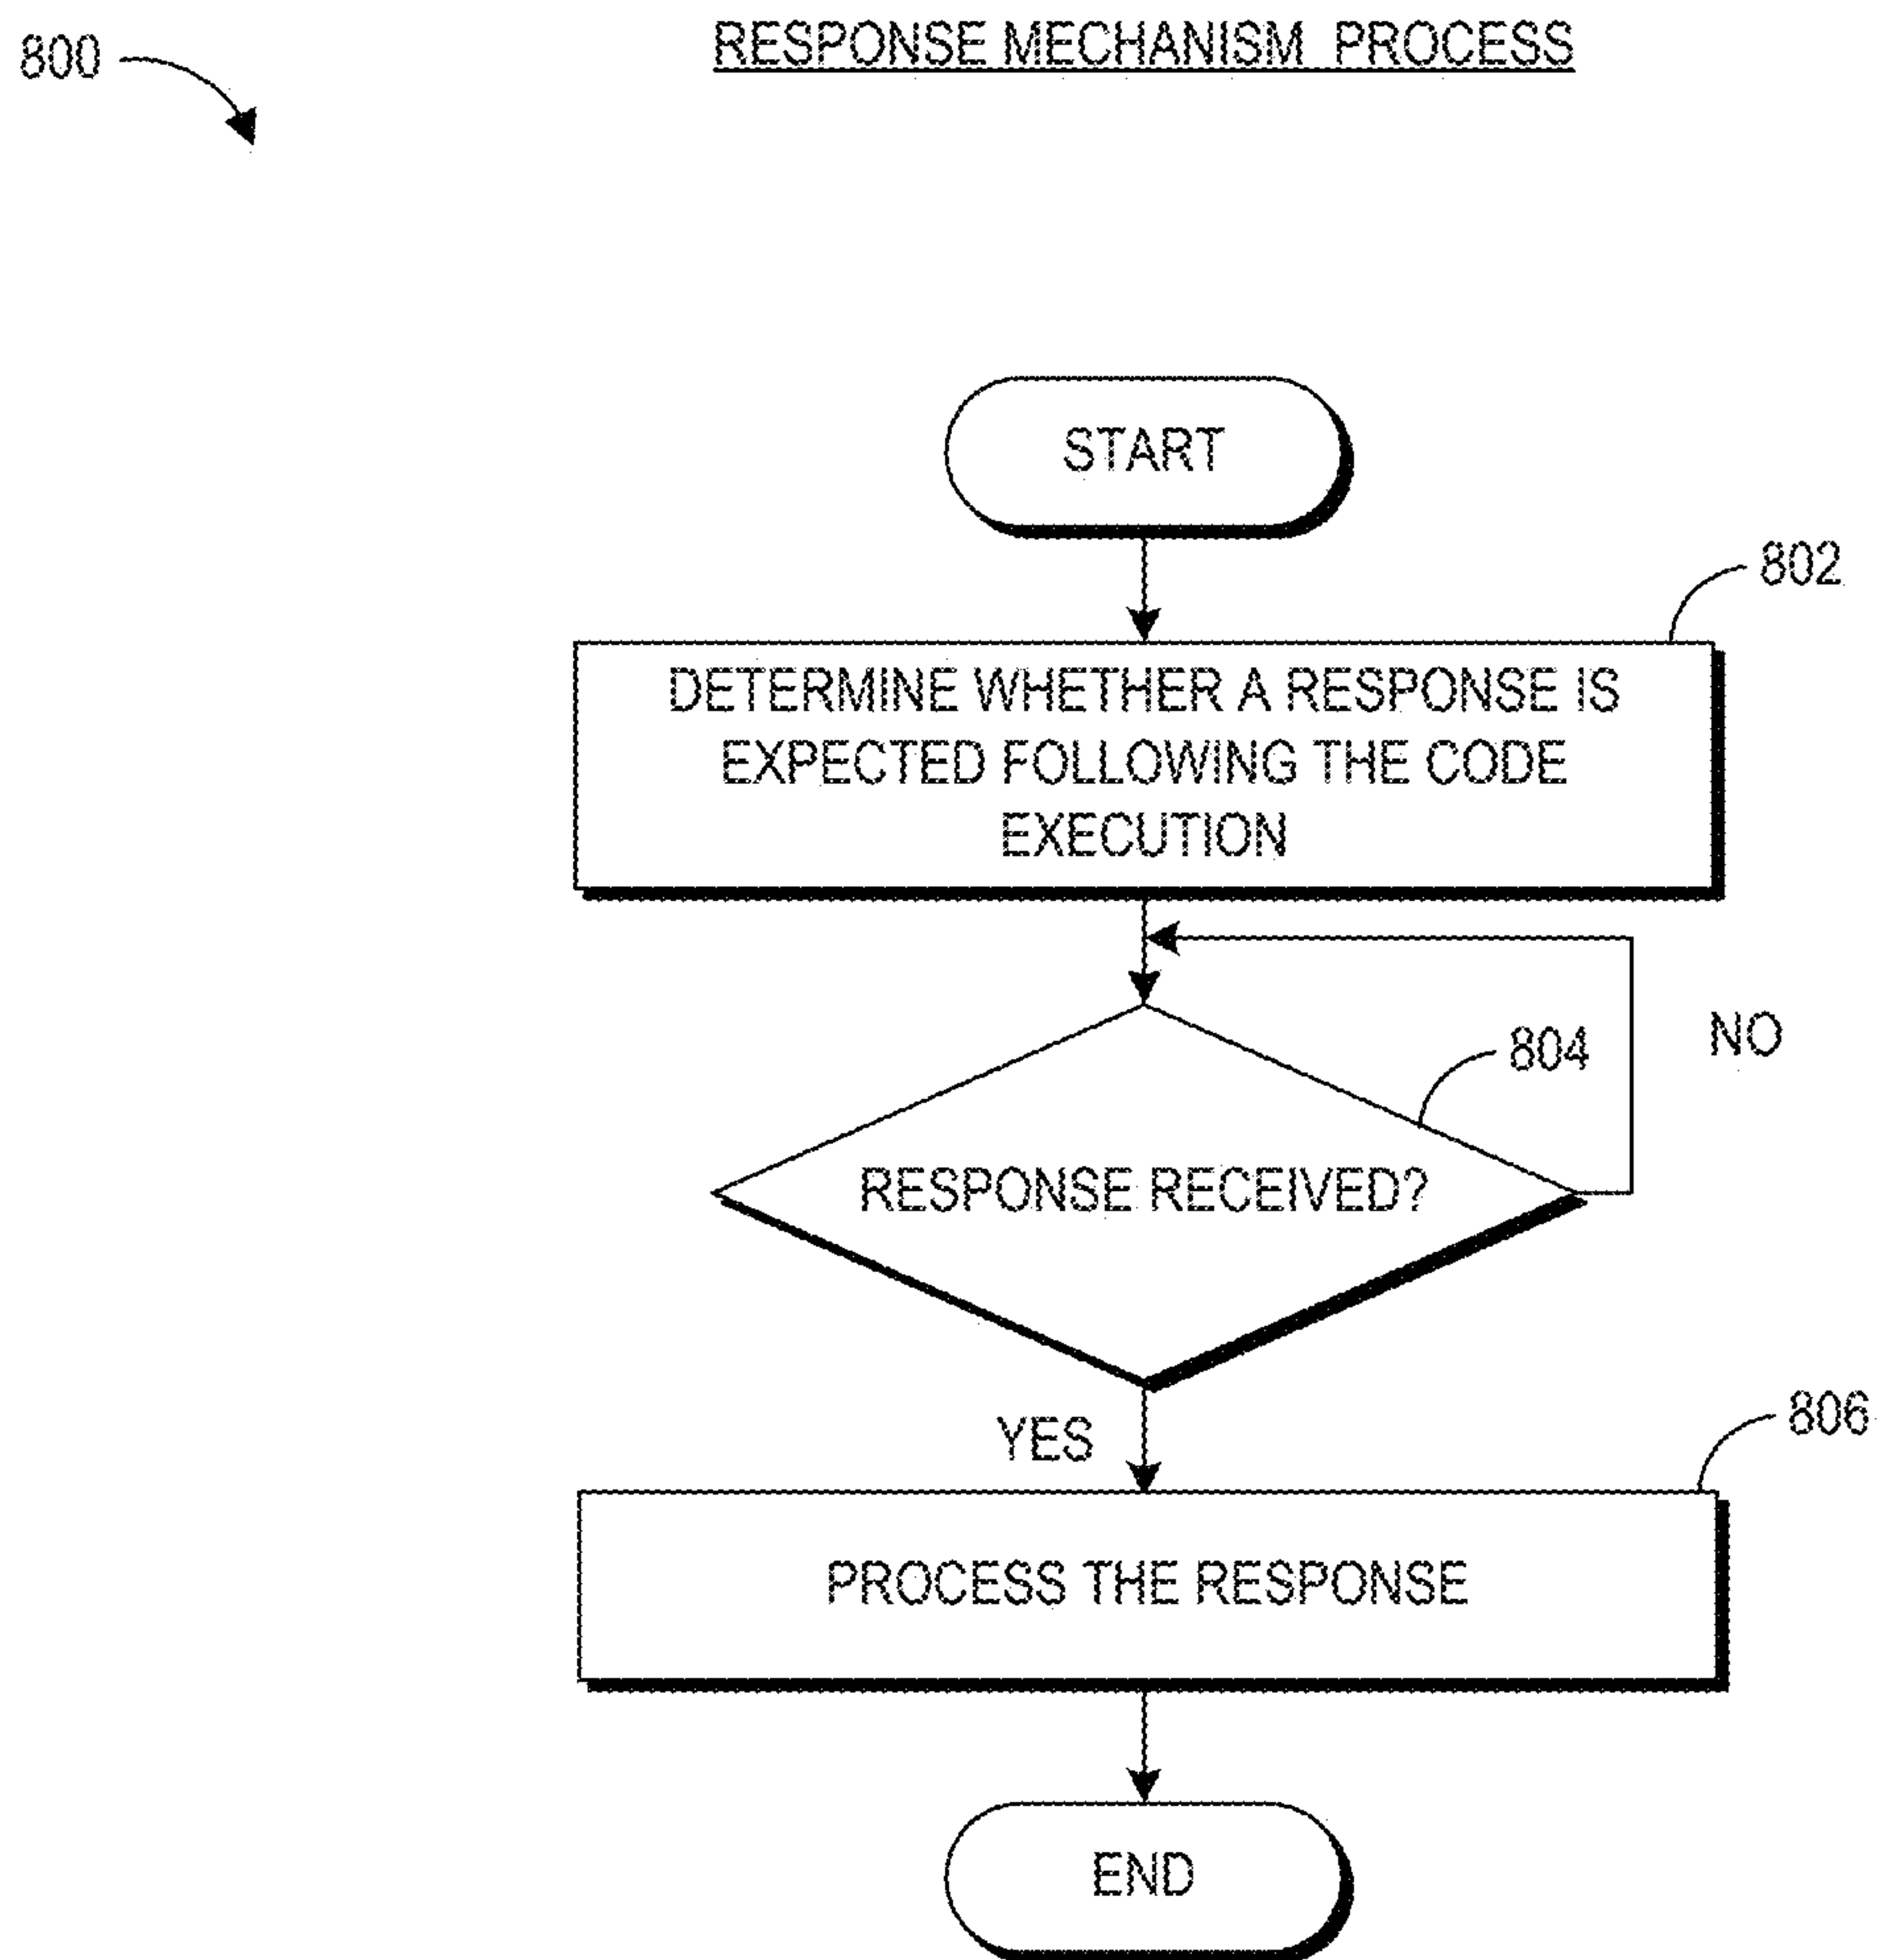 800
RESPONSE MECHANISM PROCESS
START
802
DETERMINE WHETHER A RESPONSE IS
EXPECTED FOLLOWING THE CODE
EXECUTION
NO
804
RESPONSE RECEIVED?
YES
806
PROCESS THE RESPONSE
END